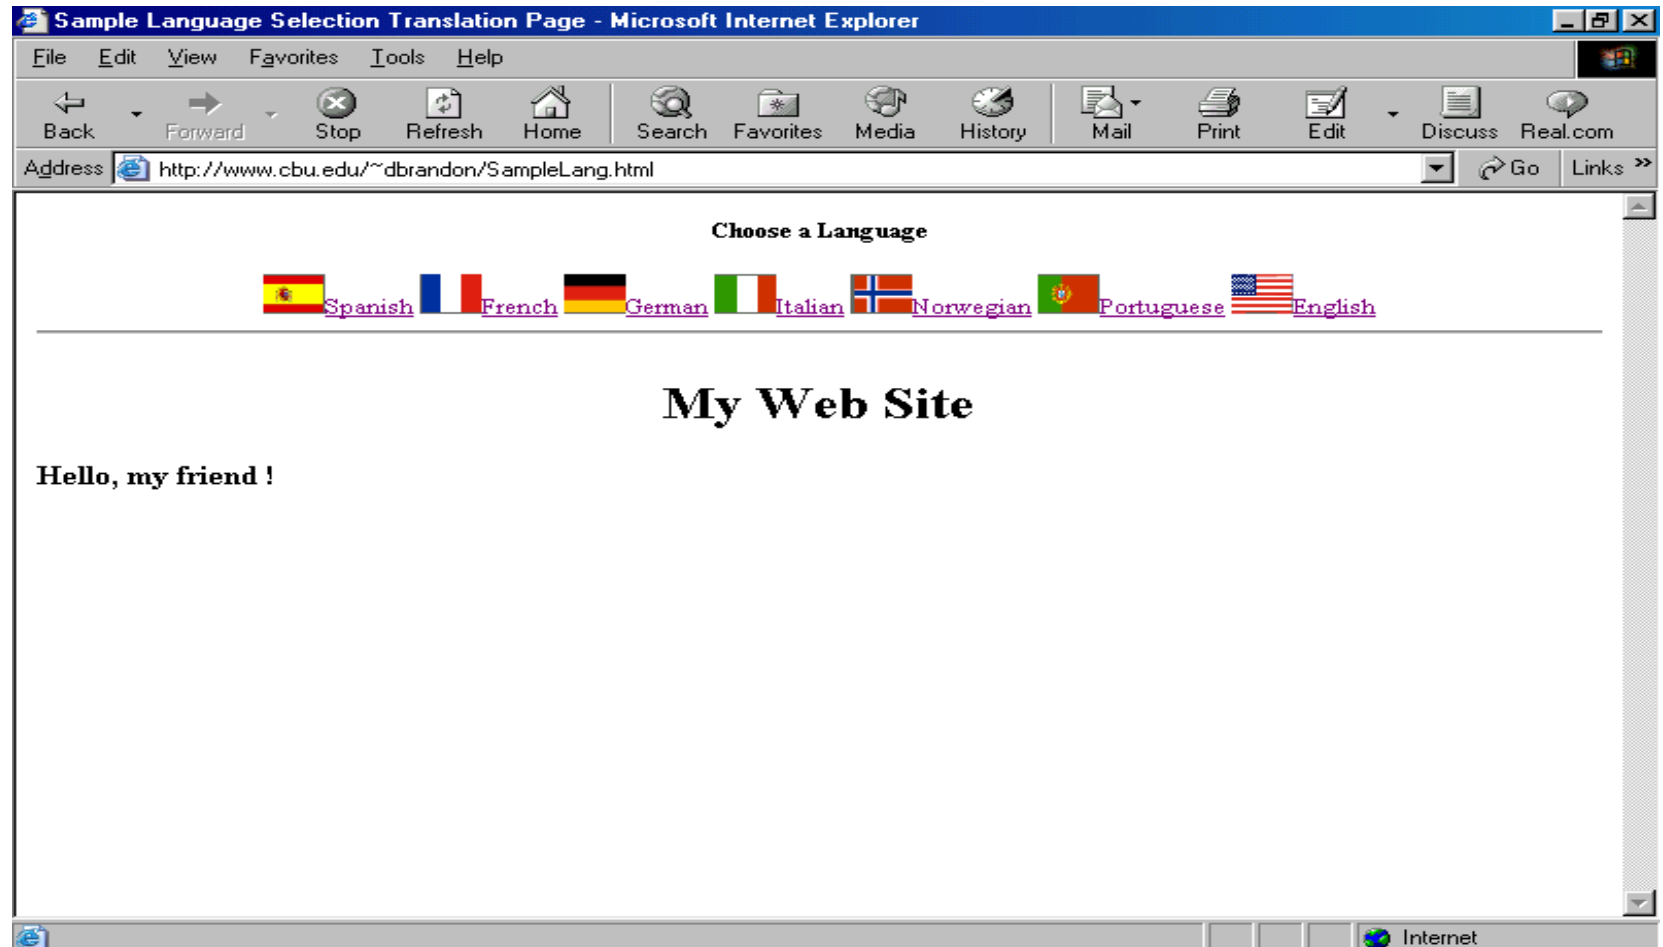 Sample Language Selection Translation Page - Microsoft Internet Explorer
File Edit View Favorites Tools Help
Back Forward Stop Refresh Home Search Favorites Media History Mail Print Edit Discuss Real.com
Address http://www.cbu.edu/~dbrandon/SampleLang.html Go Links »
Choose a Language
Spanish French German Italian Norwegian Portuguese English
My Web Site
Hello, my friend !
Internet